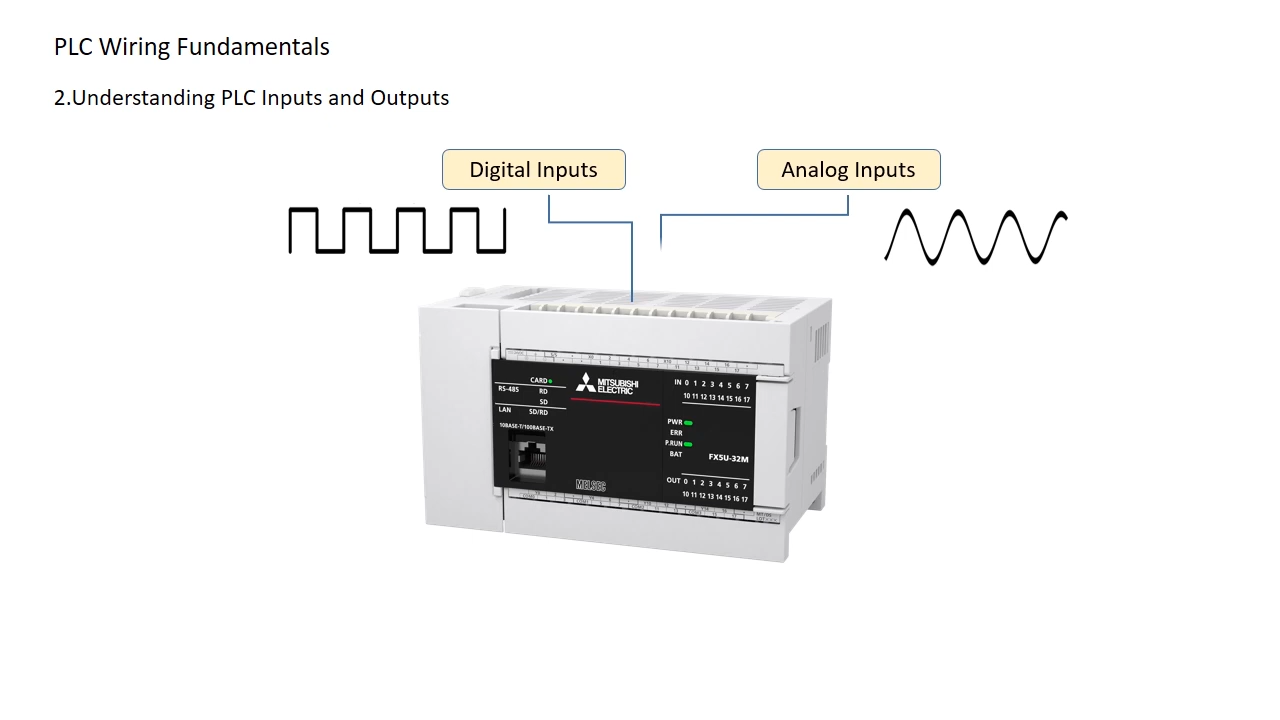 PLC Wiring Fundamentals
2.Understanding PLC Inputs and Outputs
Digital Inputs
Analog Inputs
CARD
RS-485 RD
SD
LAN SD/RD
10BASE-T/100BASE-TX
MITSUBISHI
ELECTRIC
MELSEC
IN 0 1 2 3 4 5 6 7
10 11 12 13 14 15 16 17
PWR
ERR
P.RUN
BAT
FX5U-32M
OUT 0 1 2 3 4 5 6 7
10 11 12 13 14 15 16 17